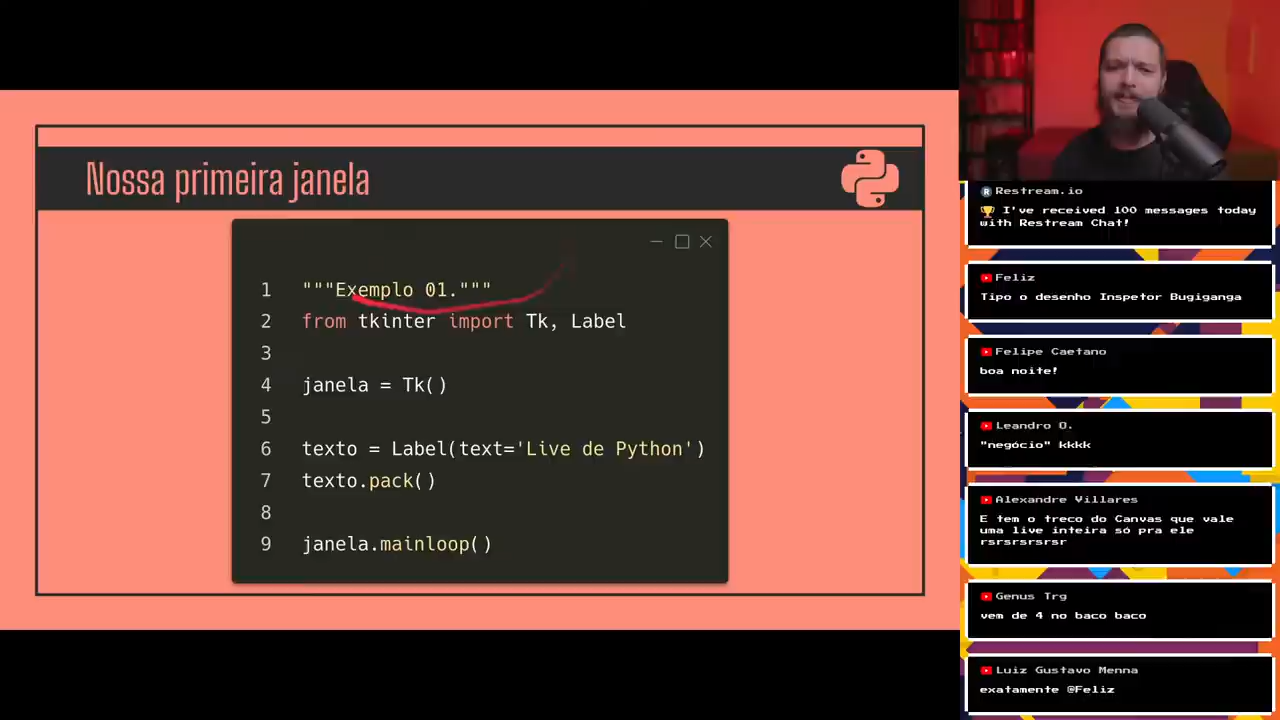 Nossa primeira janela
1 """Exemplo 01."""
2 from tkinter import Tk, Label
3
4 janela = Tk()
5
6 texto = Label(text='Live de Python')
7 texto.pack()
8
9 janela.mainloop()
Restream.io
🏆 I've received 100 messages today
with Restream Chat!
Feliz
Tipo o desenho Inspetor Bugiganga
Felipe Caetano
boa noite!
Leandro O.
"negócio" kkkk
Alexandre Villares
E tem o treco do Canvas que vale
uma live inteira só pra ele
rsrsrsrsrsr
Genus Trg
vem de 4 no baco baco
Luiz Gustavo Menna
exatamente @Feliz